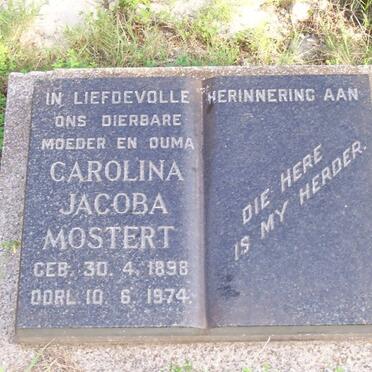 IN LIEFDEVOLLE HERINNERING AAN
ONS DIERBARE
MOEDER EN OUMA
CAROLINA
JACOBA
MOSTERT
GEB. 30. 4. 1898
OORL. 10. 6. 1974.
DIE HERE
IS MY HERDER.